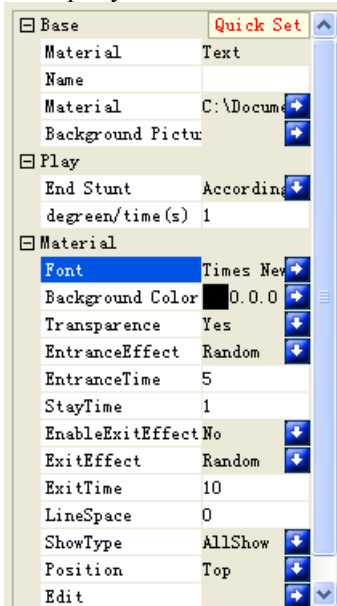 Base Quick Set
Material Text
Name
Material C:\Docume
Background Pictu
Play
End Stunt According
degreen/time(s) 1
Material
Font Times New
Background Color 0.0.0
Transparence Yes
EntranceEffect Random
EntranceTime 5
StayTime 1
EnableExitEffect No
ExitEffect Random
ExitTime 10
LineSpace 0
ShowType AllShow
Position Top
Edit